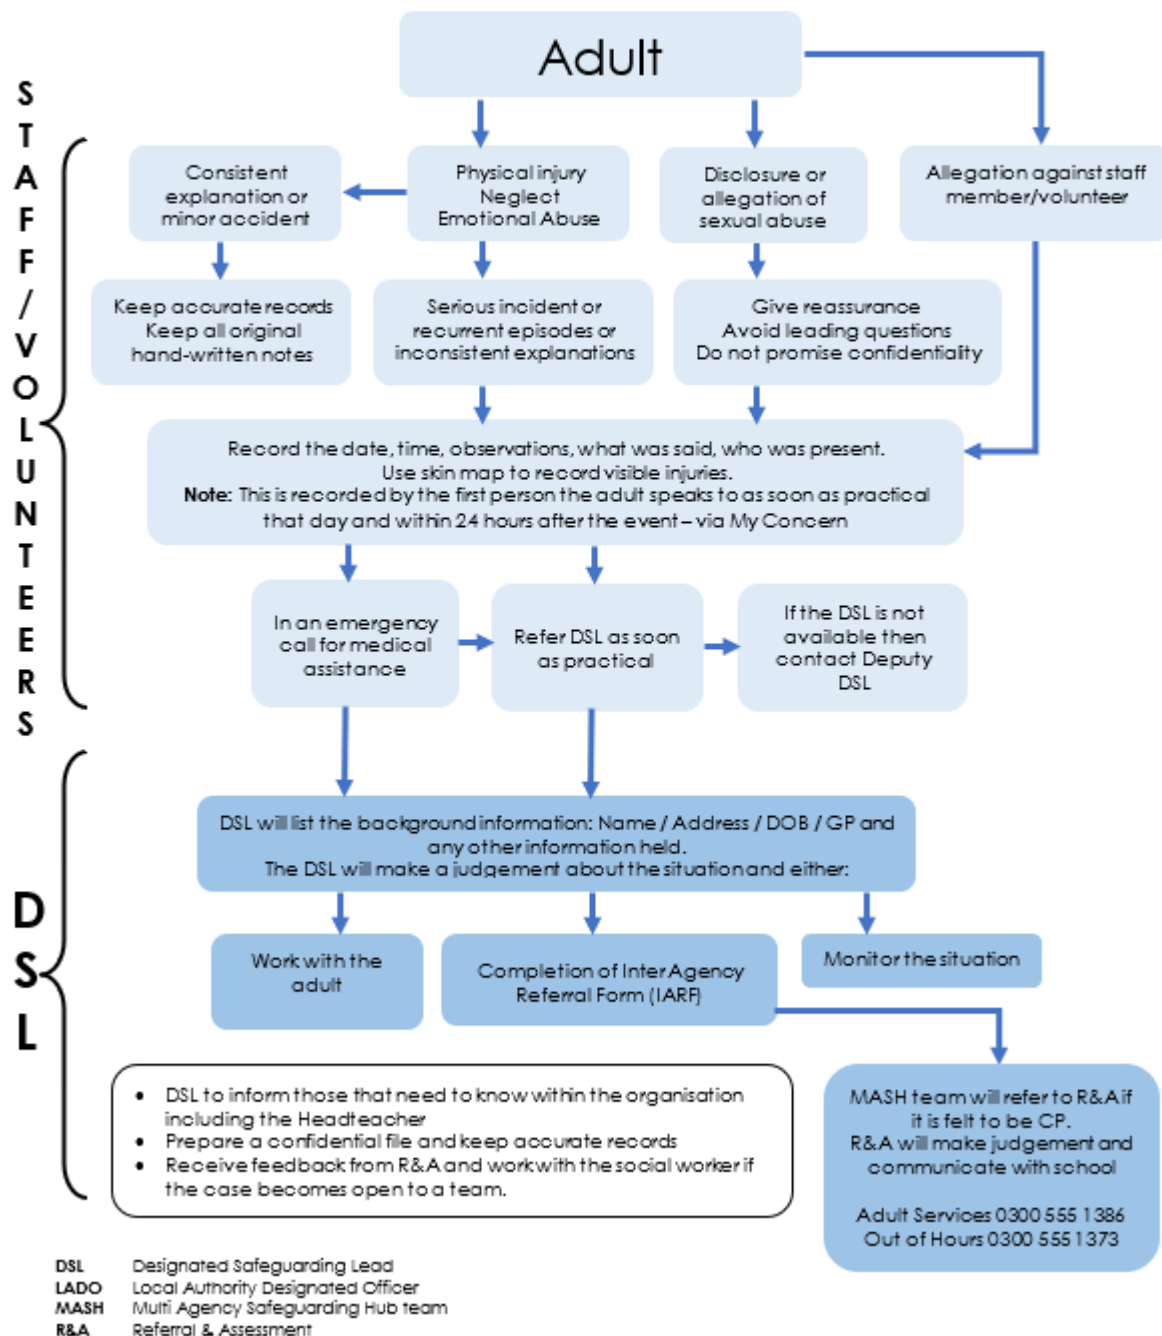 Adult
STAFF/VOLUNTEERS
Consistent
explanation or
minor accident
Physical injury
Neglect
Emotional Abuse
Disclosure or
allegation of
sexual abuse
Allegation against staff
member/volunteer
Keep accurate records
Keep all original
hand-written notes
Serious incident or
recurrent episodes or
inconsistent explanations
Give reassurance
Avoid leading questions
Do not promise confidentiality
Record the date, time, observations, what was said, who was present.
Use skin map to record visible injuries.
Note: This is recorded by the first person the adult speaks to as soon as practical
that day and within 24 hours after the event – via My Concern
In an emergency
call for medical
assistance
Refer DSL as soon
as practical
If the DSL is not
available then
contact Deputy
DSL
DSL
DSL will list the background information: Name / Address / DOB / GP and
any other information held.
The DSL will make a judgement about the situation and either:
Work with the
adult
Completion of Inter Agency
Referral Form (IARF)
Monitor the situation
• DSL to inform those that need to know within the organisation
including the Headteacher
• Prepare a confidential file and keep accurate records
• Receive feedback from R&A and work with the social worker if
the case becomes open to a team.
MASH team will refer to R&A if
it is felt to be CP.
R&A will make judgement and
communicate with school
Adult Services 0300 555 1386
Out of Hours 0300 555 1373
DSL Designated Safeguarding Lead
LADO Local Authority Designated Officer
MASH Multi Agency Safeguarding Hub team
R&A Referral & Assessment